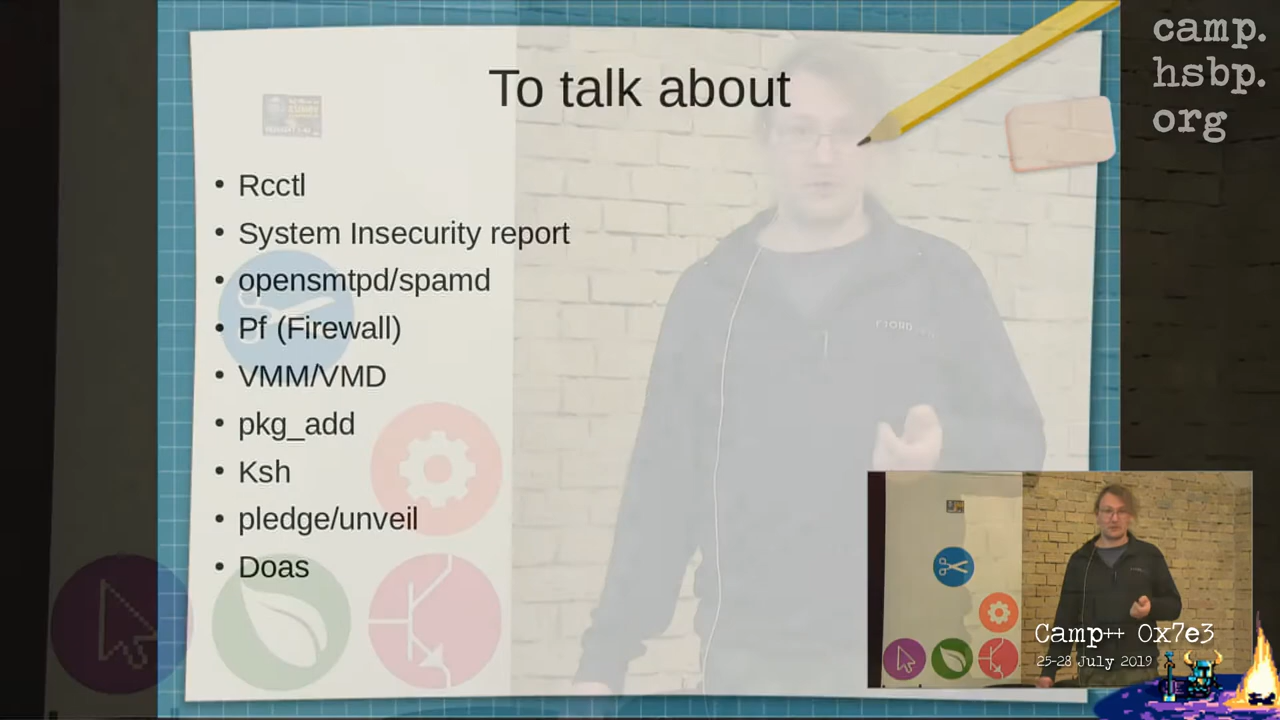 To talk about
camp.
hsbp.
org
• Rcctl
• System Insecurity report
• opensmtpd/spamd
• Pf (Firewall)
• VMM/VMD
• pkg_add
• Ksh
• pledge/unveil
• Doas
Camp++ 0x7e3
25-28 July 2019